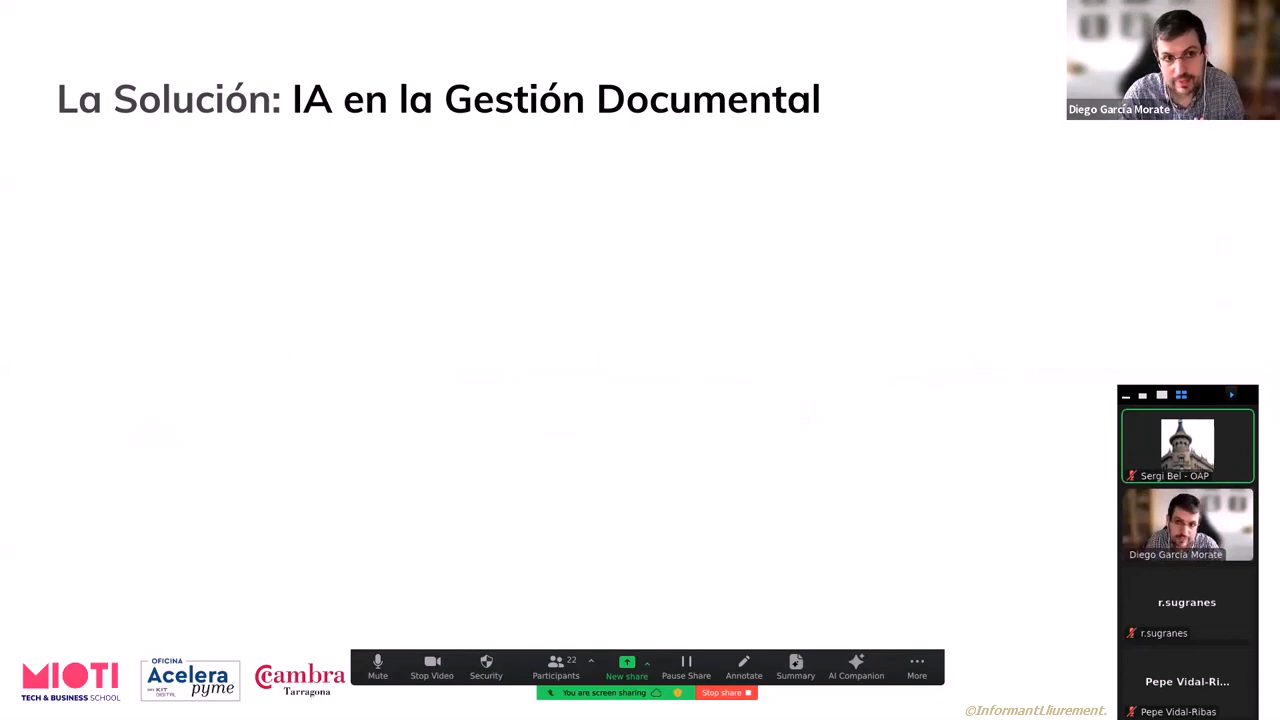 La Solución: IA en la Gestión Documental
Diego García Morate
Sergi Bel - OAP
Diego García Morate
r.sugranes
r.sugranes
Pepe Vidal-Ri...
Pepe Vidal-Ribas
MIOTI
TECH & BUSINESS SCHOOL
OFICINA
Acelera
pyme
KIT
DIGITAL
Cambra
Tarragona
Mute
Stop Video
Security
Participants
22
New share
Pause Share
Annotate
Summary
AI Companion
More
You are screen sharing
Stop share
©InformantLliurement.